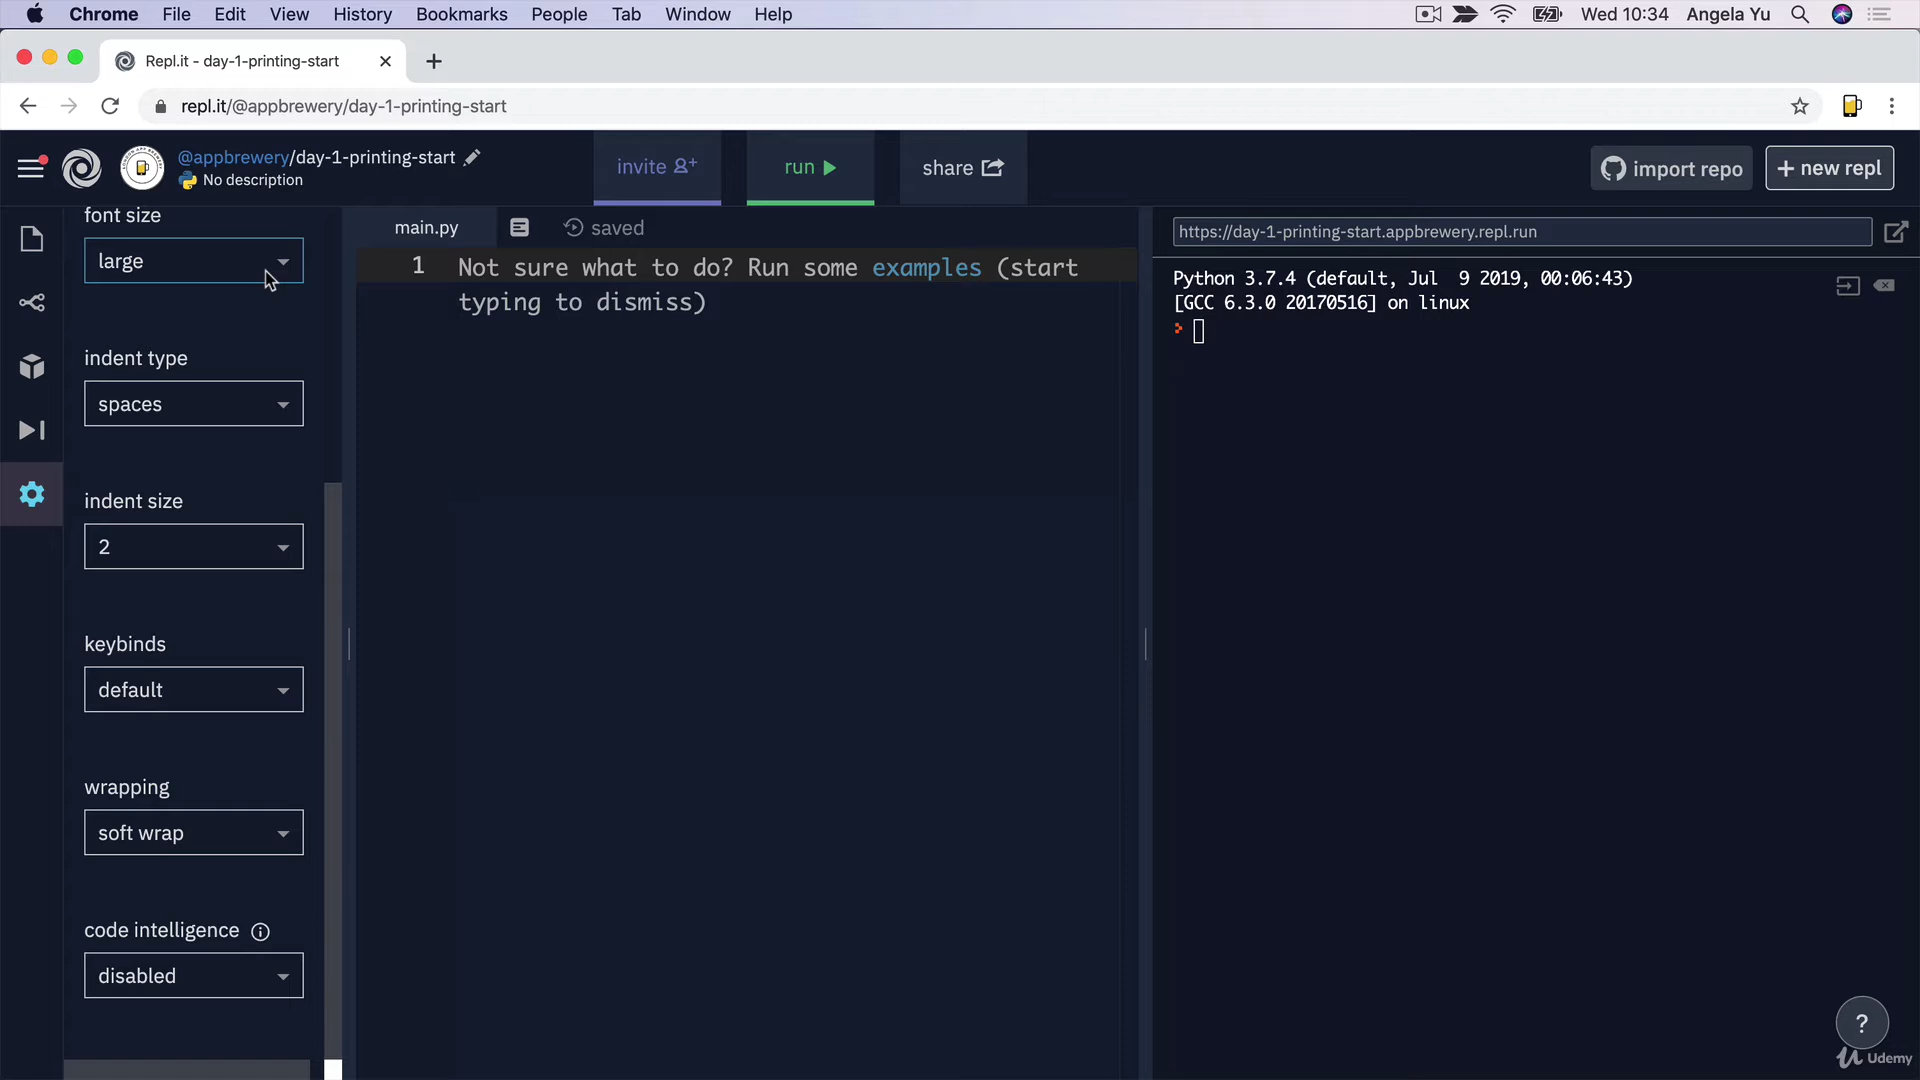 Chrome File Edit View History Bookmarks People Tab Window Help Wed 10:34 Angela Yu
Repl.it - day-1-printing-start
repl.it/@appbrewery/day-1-printing-start
@appbrewery/day-1-printing-start
No description
invite
run
share
import repo
+ new repl
font size
large
indent type
spaces
indent size
2
keybinds
default
wrapping
soft wrap
code intelligence
disabled
main.py
saved
1 Not sure what to do? Run some examples (start
typing to dismiss)
https://day-1-printing-start.appbrewery.repl.run
Python 3.7.4 (default, Jul  9 2019, 00:06:43)
[GCC 6.3.0 20170516] on linux
?
Udemy